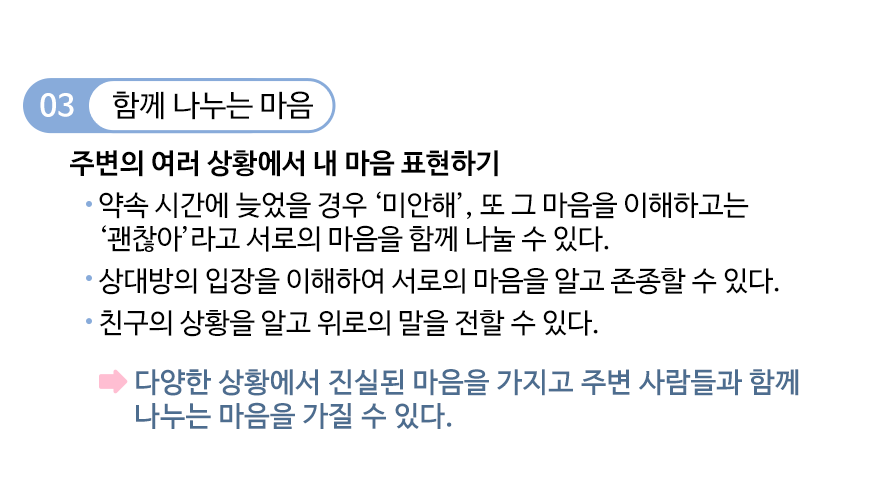 03 함께 나누는 마음
주변의 여러 상황에서 내 마음 표현하기
• 약속 시간에 늦었을 경우 ‘미안해’, 또 그 마음을 이해하고는
‘괜찮아’라고 서로의 마음을 함께 나눌 수 있다.
• 상대방의 입장을 이해하여 서로의 마음을 알고 존종할 수 있다.
• 친구의 상황을 알고 위로의 말을 전할 수 있다.
다양한 상황에서 진실된 마음을 가지고 주변 사람들과 함께
나누는 마음을 가질 수 있다.